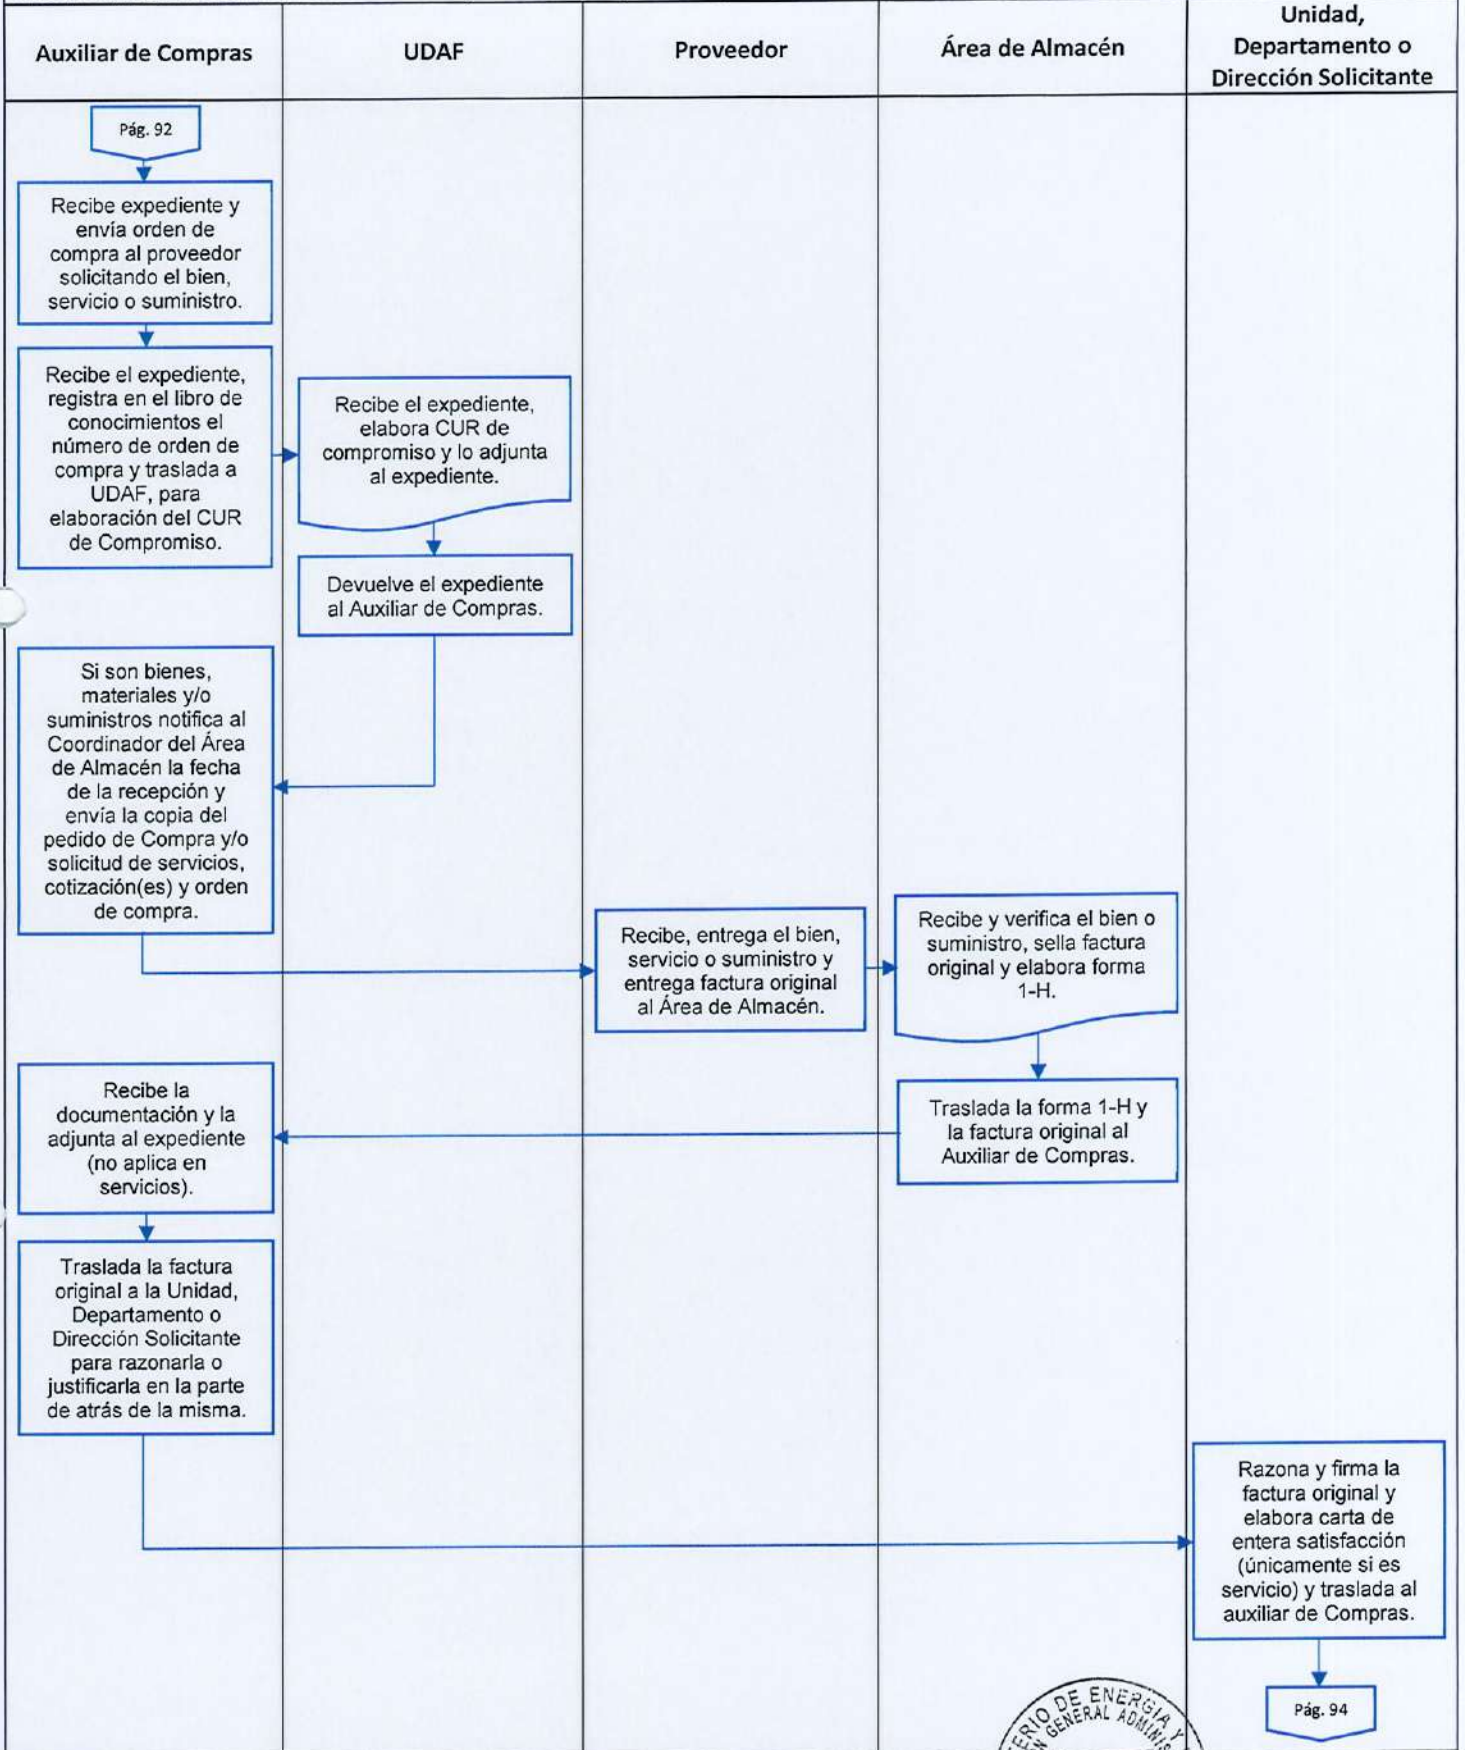 Auxiliar de Compras
UDAF
Proveedor
Área de Almacén
Unidad,
Departamento o
Dirección Solicitante
Pág. 92
Recibe expediente y
envía orden de
compra al proveedor
solicitando el bien,
servicio o suministro.
Recibe el expediente,
registra en el libro de
conocimientos el
número de orden de
compra y traslada a
UDAF, para
elaboración del CUR
de Compromiso.
Recibe el expediente,
elabora CUR de
compromiso y lo adjunta
al expediente.
Devuelve el expediente
al Auxiliar de Compras.
Si son bienes,
materiales y/o
suministros notifica al
Coordinador del Área
de Almacén la fecha
de la recepción y
envía la copia del
pedido de Compra y/o
solicitud de servicios,
cotización(es) y orden
de compra.
Recibe, entrega el bien,
servicio o suministro y
entrega factura original
al Área de Almacén.
Recibe y verifica el bien o
suministro, sella factura
original y elabora forma
1-H.
Traslada la forma 1-H y
la factura original al
Auxiliar de Compras.
Recibe la
documentación y la
adjunta al expediente
(no aplica en
servicios).
Traslada la factura
original a la Unidad,
Departamento o
Dirección Solicitante
para razonarla o
justificarla en la parte
de atrás de la misma.
Razona y firma la
factura original y
elabora carta de
entera satisfacción
(únicamente si es
servicio) y traslada al
auxiliar de Compras.
Pág. 94
DE ENERGIA Y
GENERAL